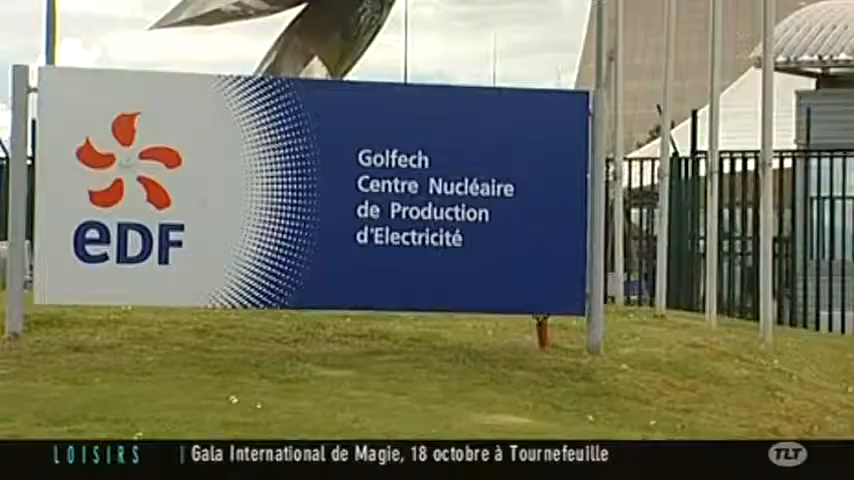 eDF
Golfech
Centre Nucléaire
de Production
d'Electricité
LOISIRS
Gala International de Magie, 18 octobre à Tournefeuille
TLT